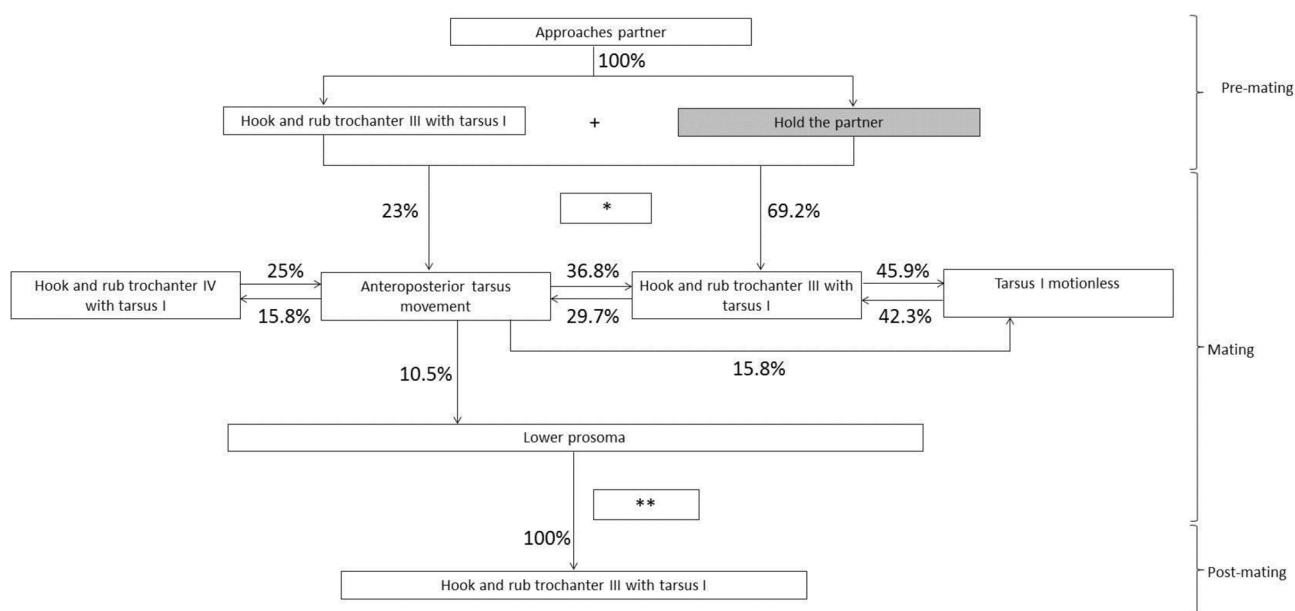 Approaches partner
100%
Pre-mating
Hook and rub trochanter III with tarsus I
+
Hold the partner
23%
*
69.2%
Hook and rub trochanter IV
with tarsus I
25%
15.8%
Anteroposterior tarsus
movement
36.8%
29.7%
Hook and rub trochanter III with
tarsus I
45.9%
42.3%
Tarsus I motionless
Mating
15.8%
10.5%
Lower prosoma
**
100%
Post-mating
Hook and rub trochanter III with tarsus I